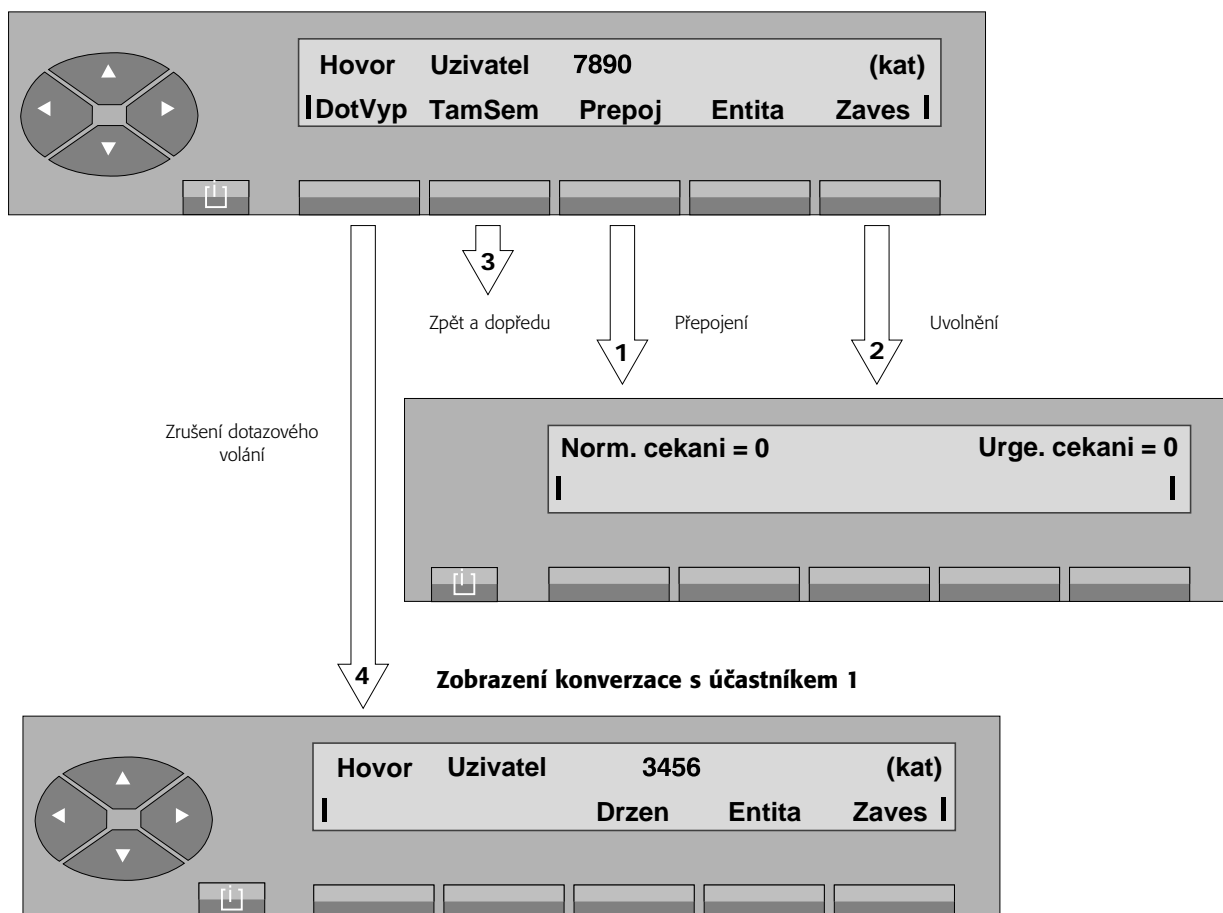 Hovor Uzivatel 7890 (kat)
DotVyp TamSem Prepoj Entita Zaves
i
3
Zpět a dopředu
1
Přepojení
2
Uvolnění
Zrušení dotazového
volání
Norm. cekani = 0 Urge. cekani = 0
i
4
Zobrazení konverzace s účastníkem 1
Hovor Uzivatel 3456 (kat)
Drzen Entita Zaves
i